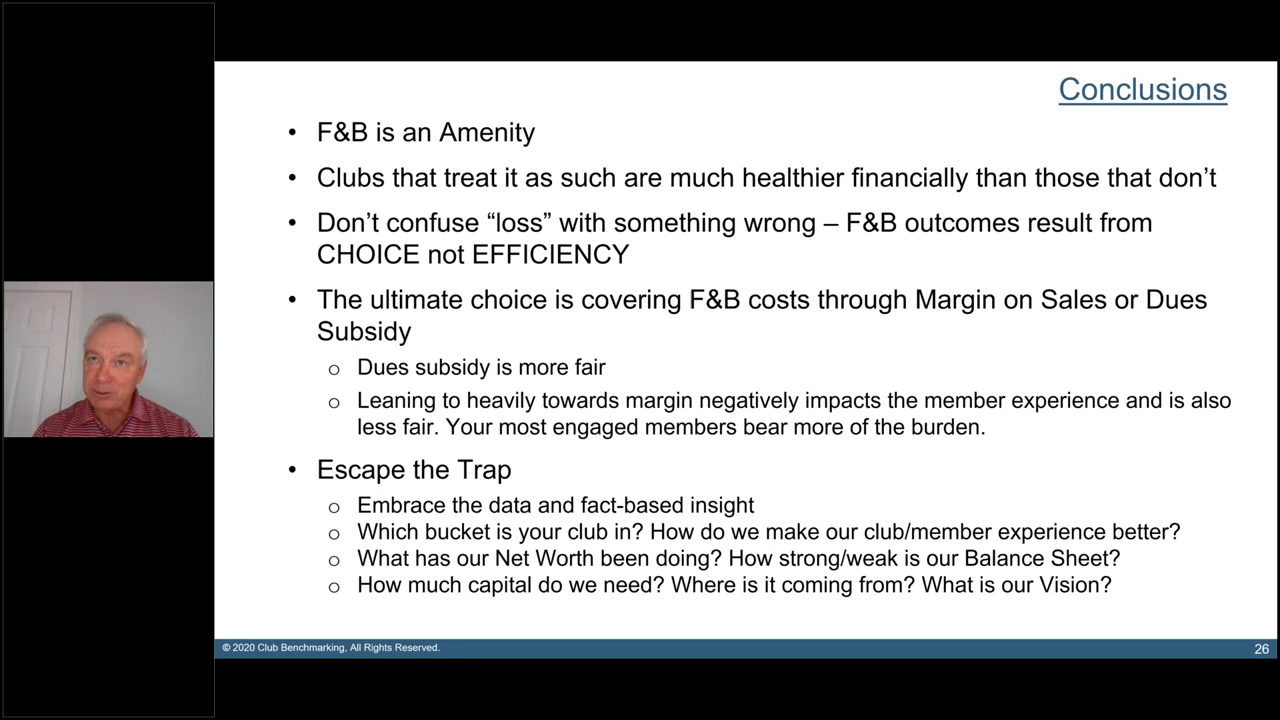 Conclusions
• F&B is an Amenity
• Clubs that treat it as such are much healthier financially than those that don’t
• Don’t confuse “loss” with something wrong – F&B outcomes result from
CHOICE not EFFICIENCY
• The ultimate choice is covering F&B costs through Margin on Sales or Dues
Subsidy
o Dues subsidy is more fair
o Leaning to heavily towards margin negatively impacts the member experience and is also
less fair. Your most engaged members bear more of the burden.
• Escape the Trap
o Embrace the data and fact-based insight
o Which bucket is your club in? How do we make our club/member experience better?
o What has our Net Worth been doing? How strong/weak is our Balance Sheet?
o How much capital do we need? Where is it coming from? What is our Vision?
© 2020 Club Benchmarking, All Rights Reserved.
26